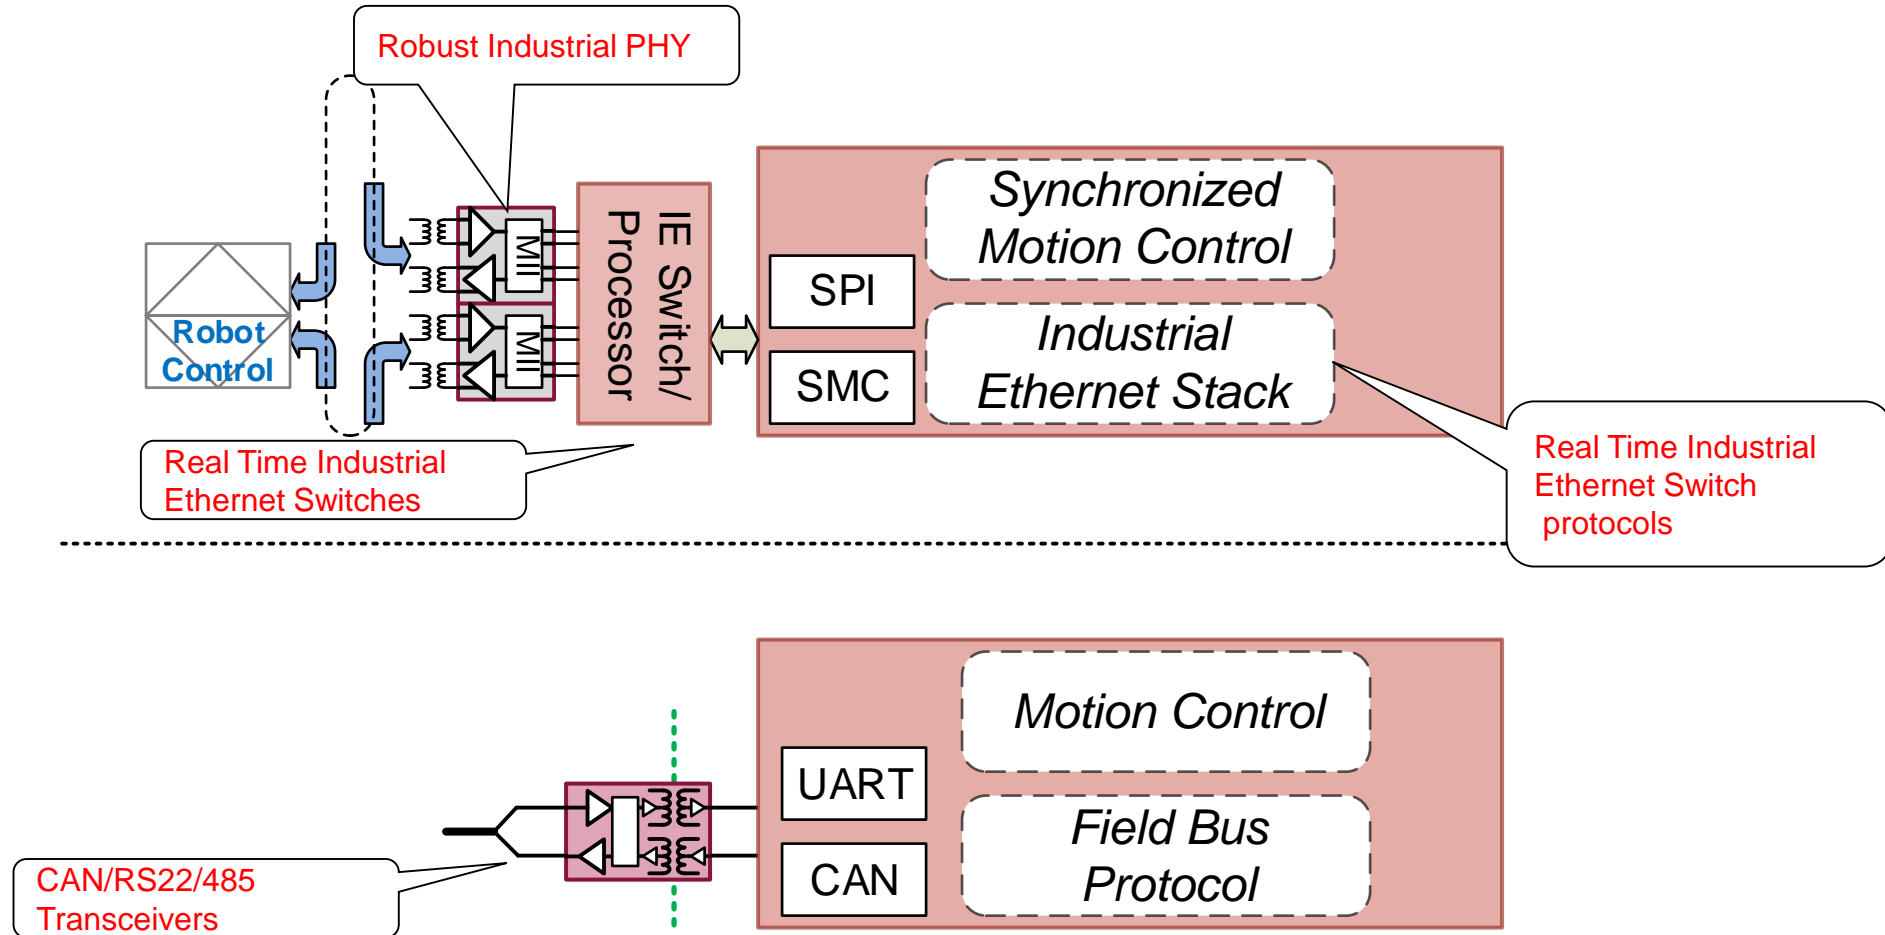 Robust Industrial PHY
Synchronized
Motion Control
IE Switch/
Processor
MII
MII
SPI
SMC
Industrial
Ethernet Stack
Robot
Control
Real Time Industrial
Ethernet Switches
Real Time Industrial
Ethernet Switch
protocols
Motion Control
UART
CAN
Field Bus
Protocol
CAN/RS22/485
Transceivers